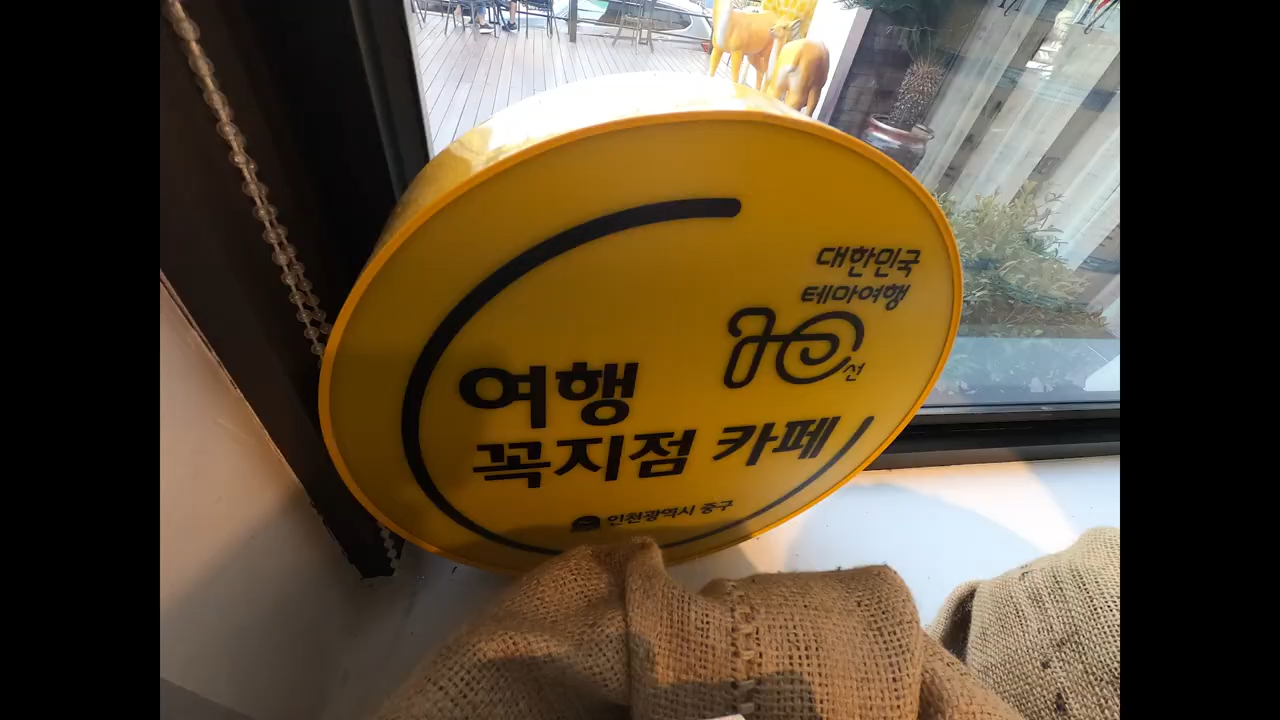 대한민국
테마여행
10선
여행
꼭지점 카페
인천광역시 중구